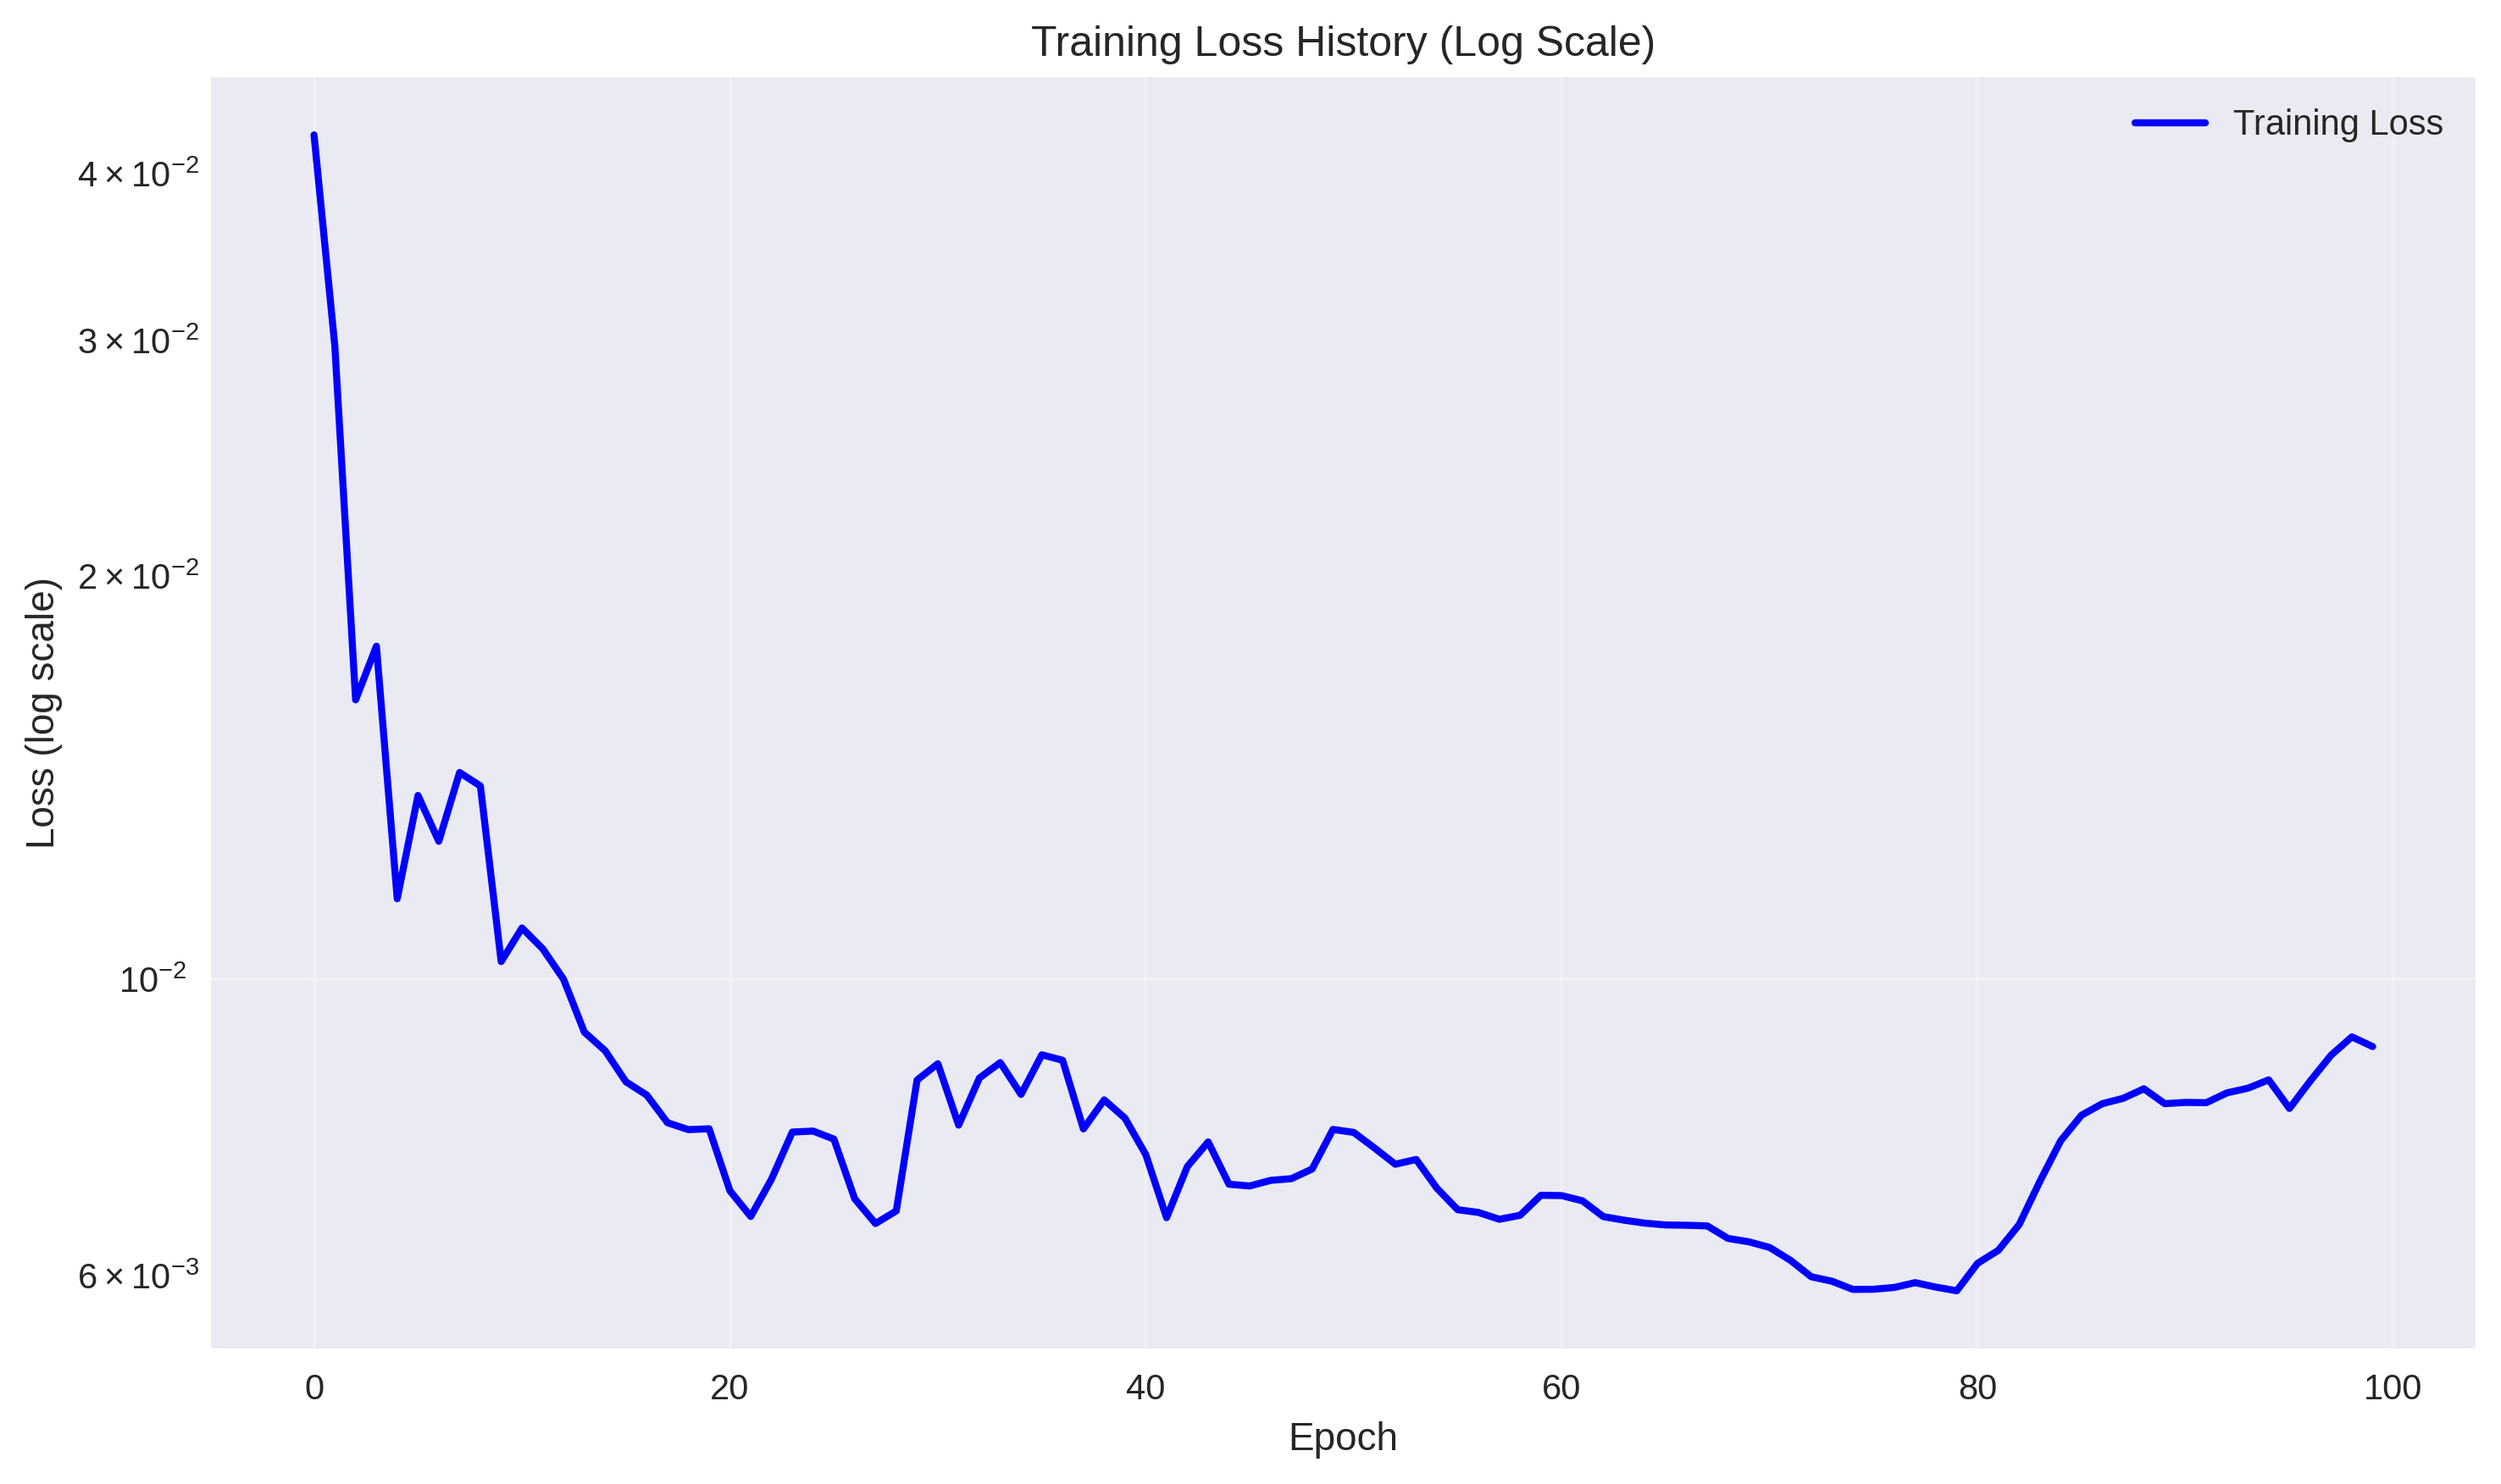 Training Loss History (Log Scale)
Training Loss
4×10⁻²
3×10⁻²
2×10⁻²
10⁻²
6×10⁻³
Loss (log scale)
0 20 40 60 80 100
Epoch